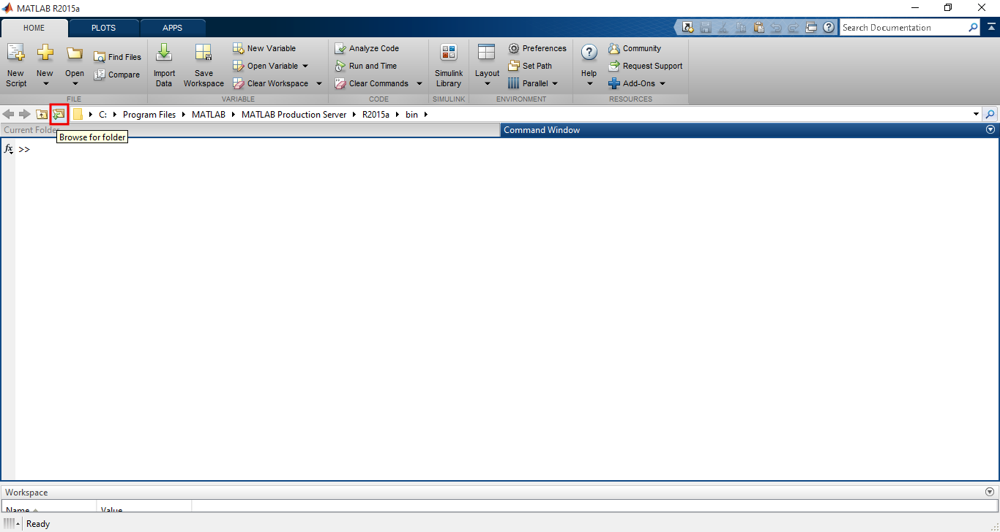 MATLAB R2015a
HOME PLOTS APPS
Search Documentation
New Script
New
Open
Find Files
Compare
FILE
Import Data
Save Workspace
New Variable
Open Variable
Clear Workspace
VARIABLE
Analyze Code
Run and Time
Clear Commands
CODE
Simulink Library
SIMULINK
Layout
Preferences
Set Path
Parallel
ENVIRONMENT
Help
Community
Request Support
Add-Ons
RESOURCES
C: Program Files MATLAB MATLAB Production Server R2015a bin
Current Folder
Browse for folder
Command Window
fx >>
Workspace
Name Value
Ready